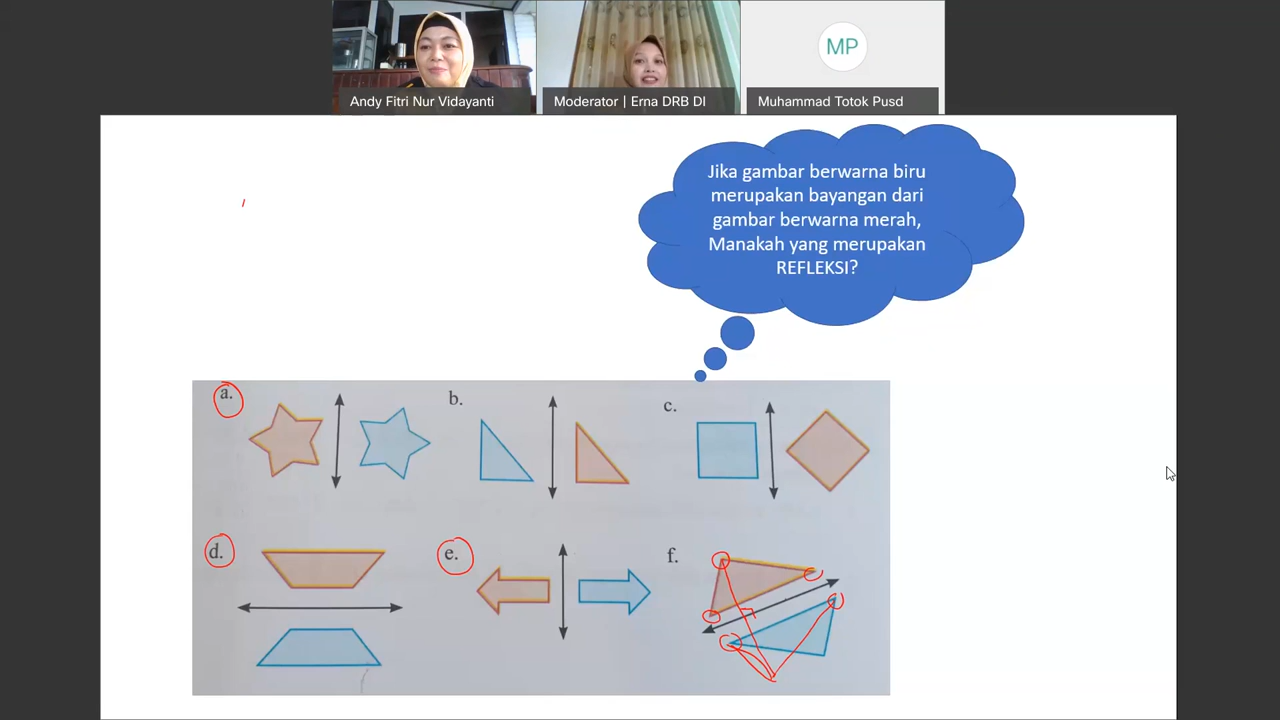 MP
Andy Fitri Nur Vidayanti
Moderator | Erna DRB DI
Muhammad Totok Pusd
Jika gambar berwarna biru
merupakan bayangan dari
gambar berwarna merah,
Manakah yang merupakan
REFLEKSI?
a.
b.
c.
d.
e.
f.